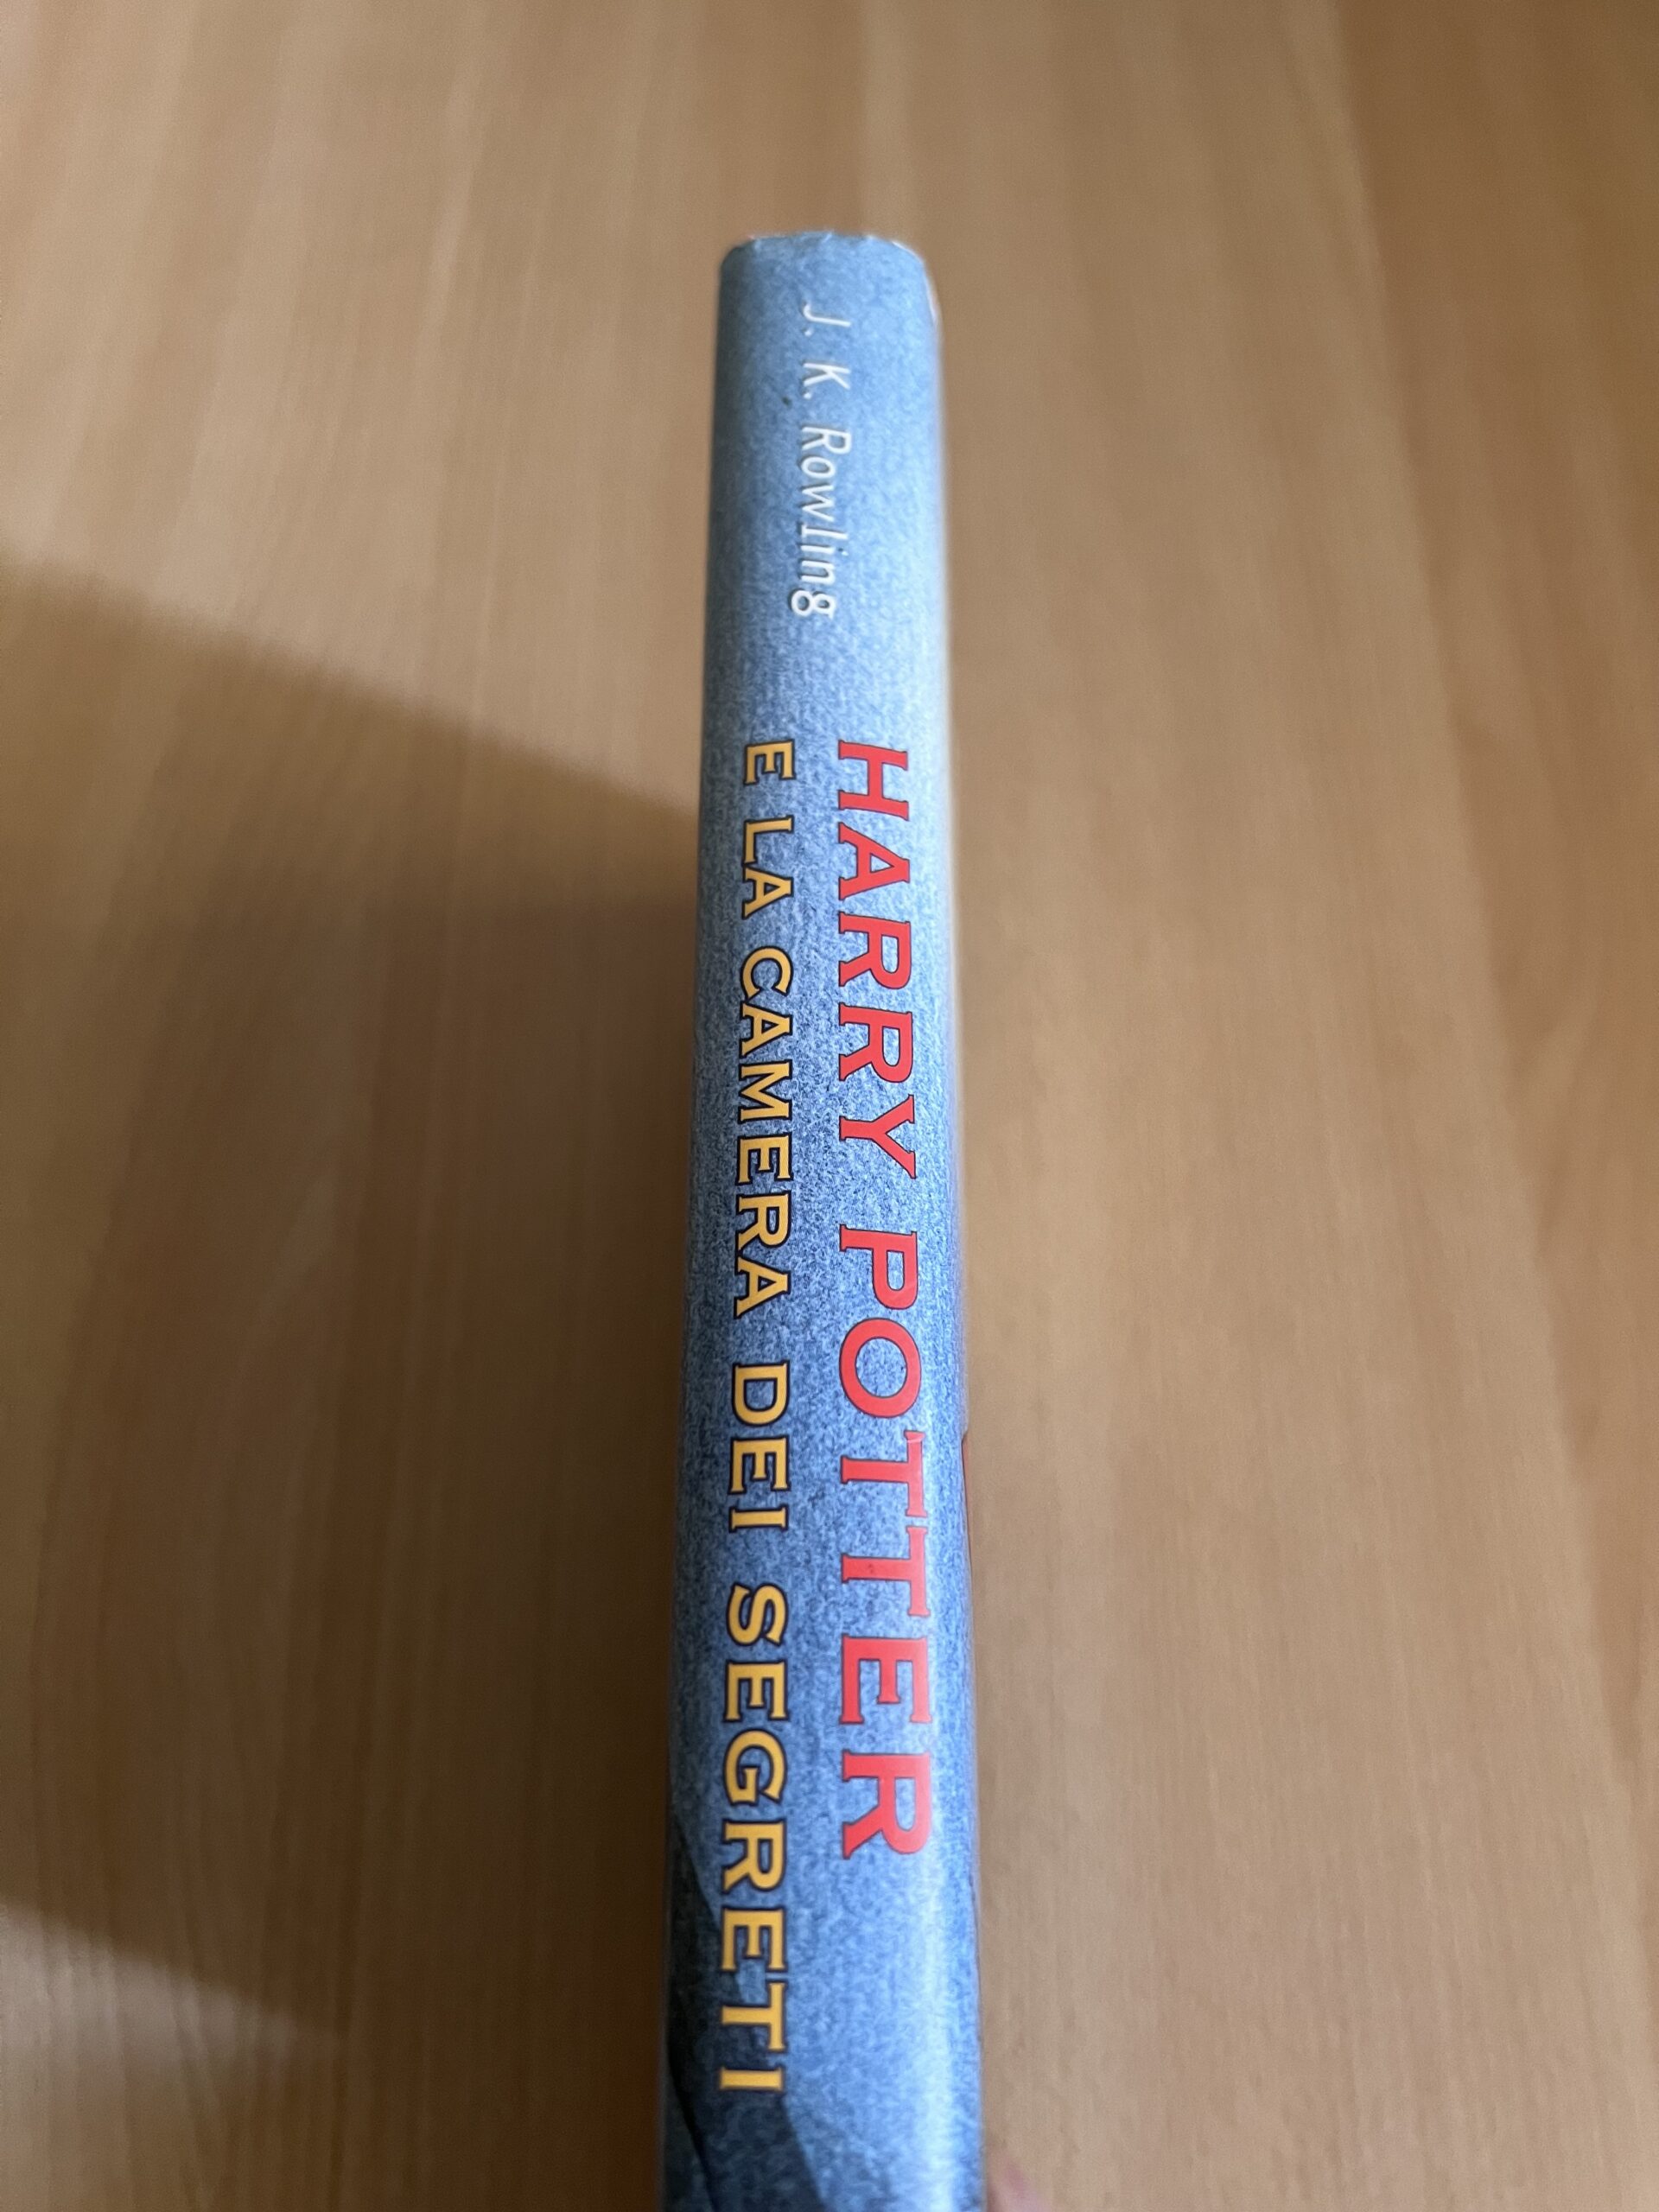 J. K. Rowling
HARRY POTTER
E LA CAMERA DEI SEGRETI